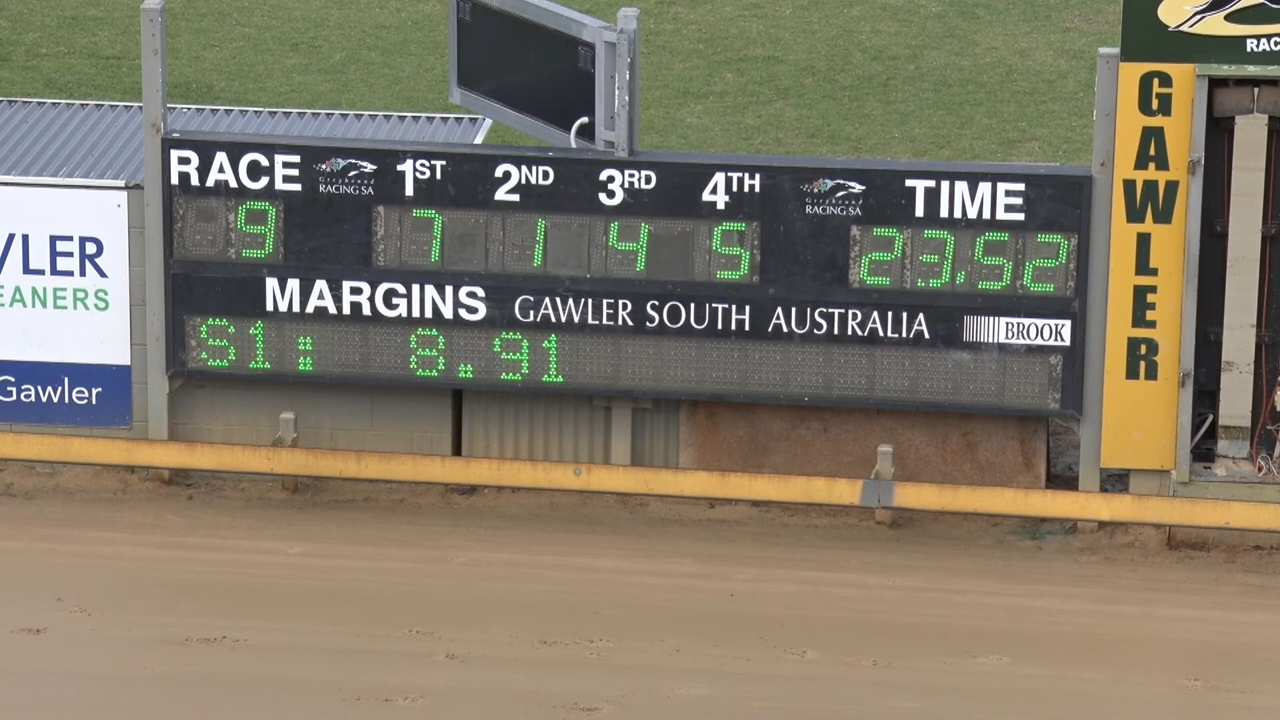 RAC
GAWLER
RACE
Greyhound
RACING SA
1ST 2ND 3RD 4TH
Greyhound
RACING SA
TIME
9 7 1 4 5 23.52
MARGINS GAWLER SOUTH AUSTRALIA BROOK
S1: 8.91
WLER
EANERS
Gawler